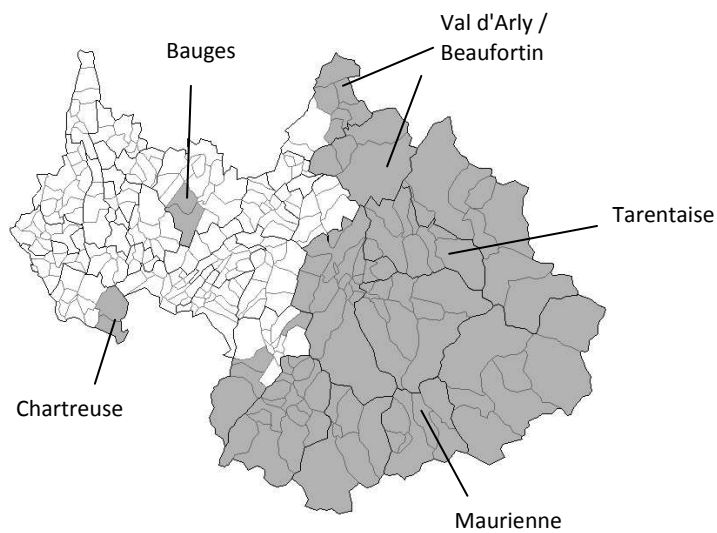 Val d'Arly /
Beaufortin
Bauges
Tarentaise
Chartreuse
Maurienne